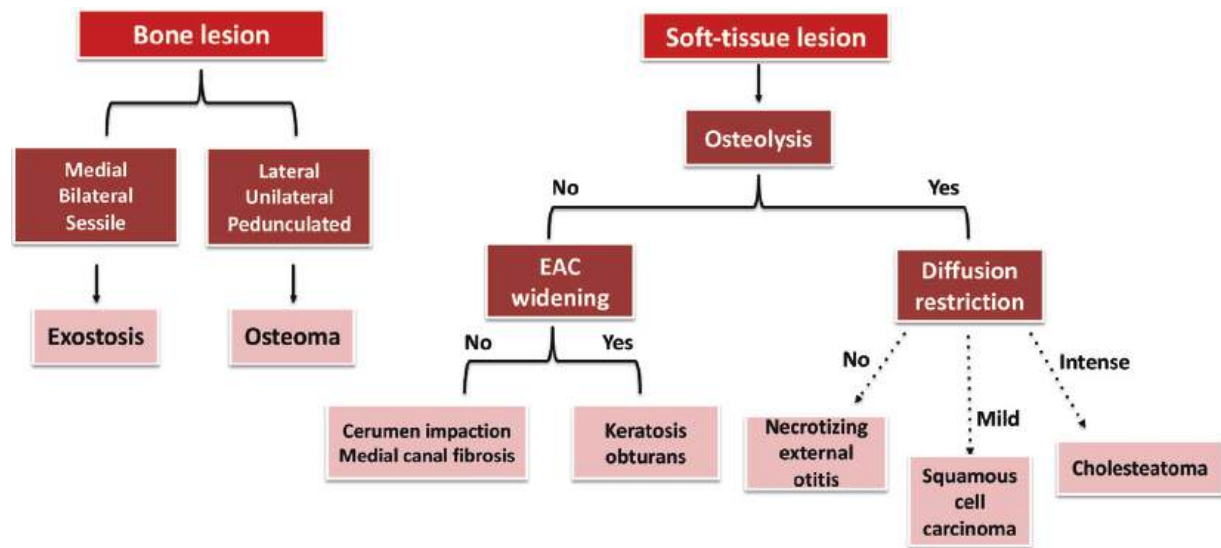 Bone lesion
Medial
Bilateral
Sessile
Lateral
Unilateral
Pedunculated
Exostosis
Osteoma
Soft-tissue lesion
Osteolysis
No
Yes
EAC
widening
Diffusion
restriction
No
Yes
No
Mild
Intense
Cerumen impaction
Medial canal fibrosis
Keratosis
obturans
Necrotizing
external
otitis
Squamous
cell
carcinoma
Cholesteatoma